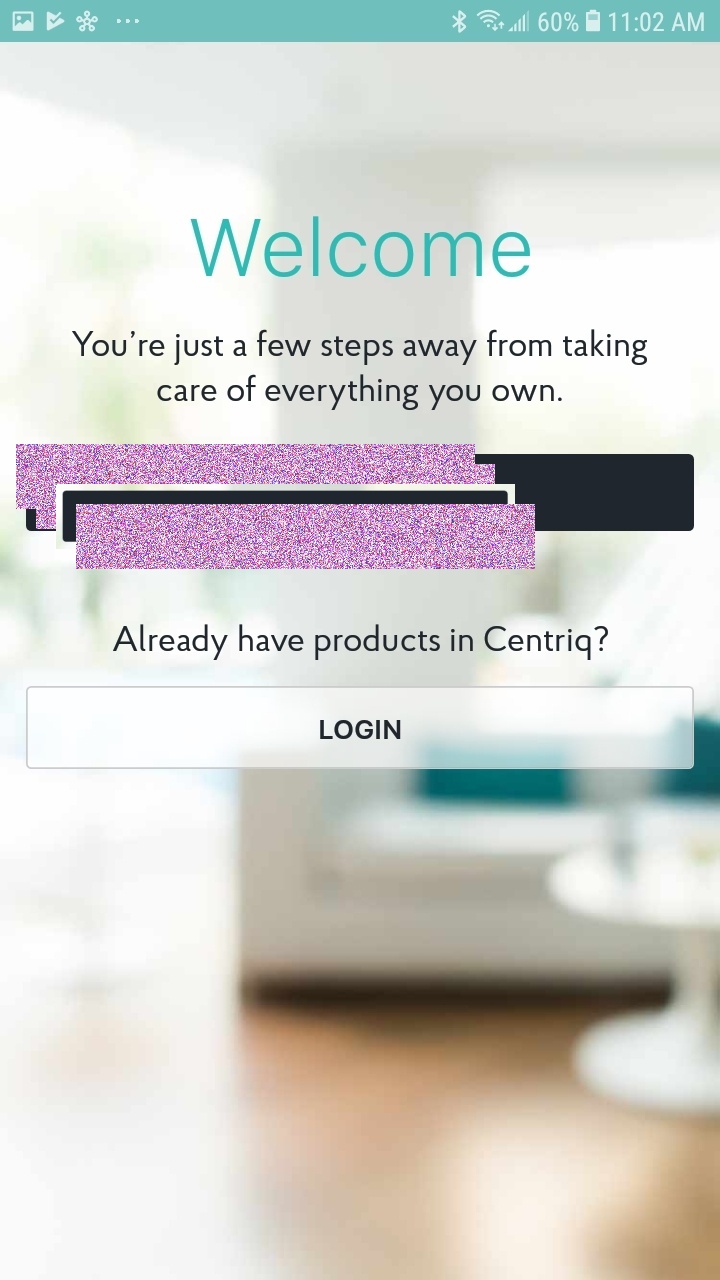 60% 11:02 AM
Welcome
You're just a few steps away from taking
care of everything you own.
Already have products in Centriq?
LOGIN